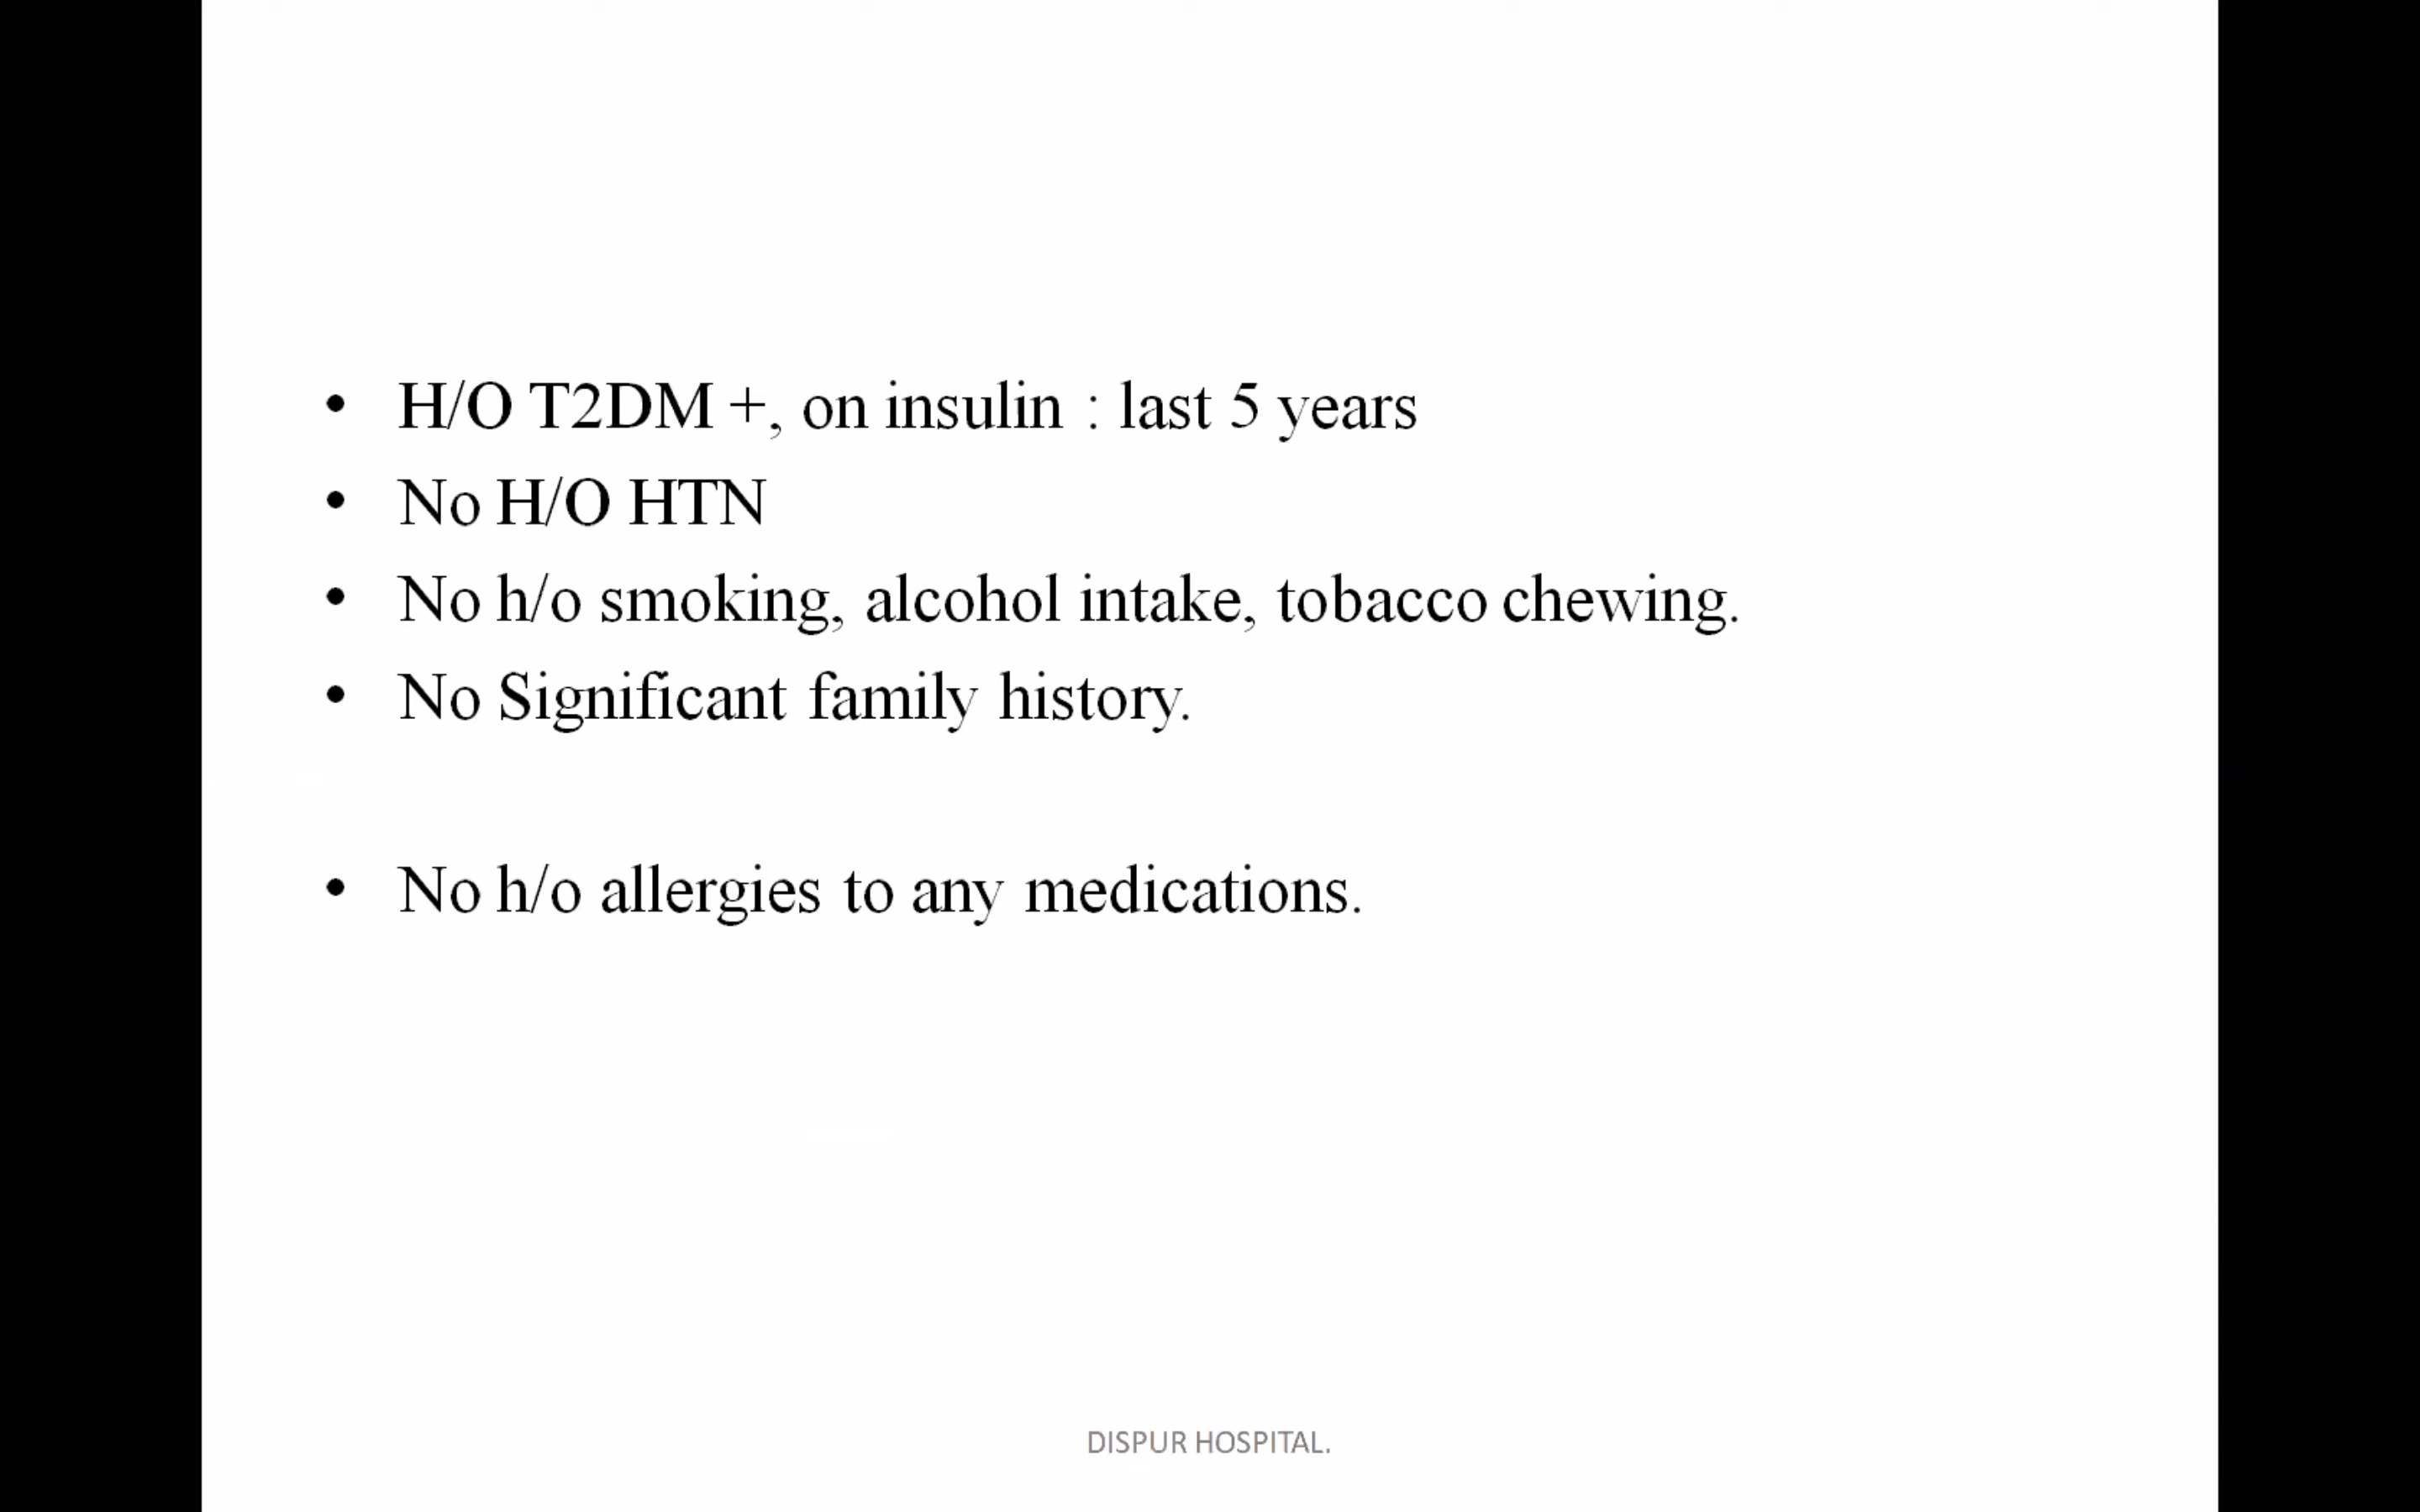 • H/O T2DM +, on insulin : last 5 years
• No H/O HTN
• No h/o smoking, alcohol intake, tobacco chewing.
• No Significant family history.
• No h/o allergies to any medications.
DISPUR HOSPITAL.